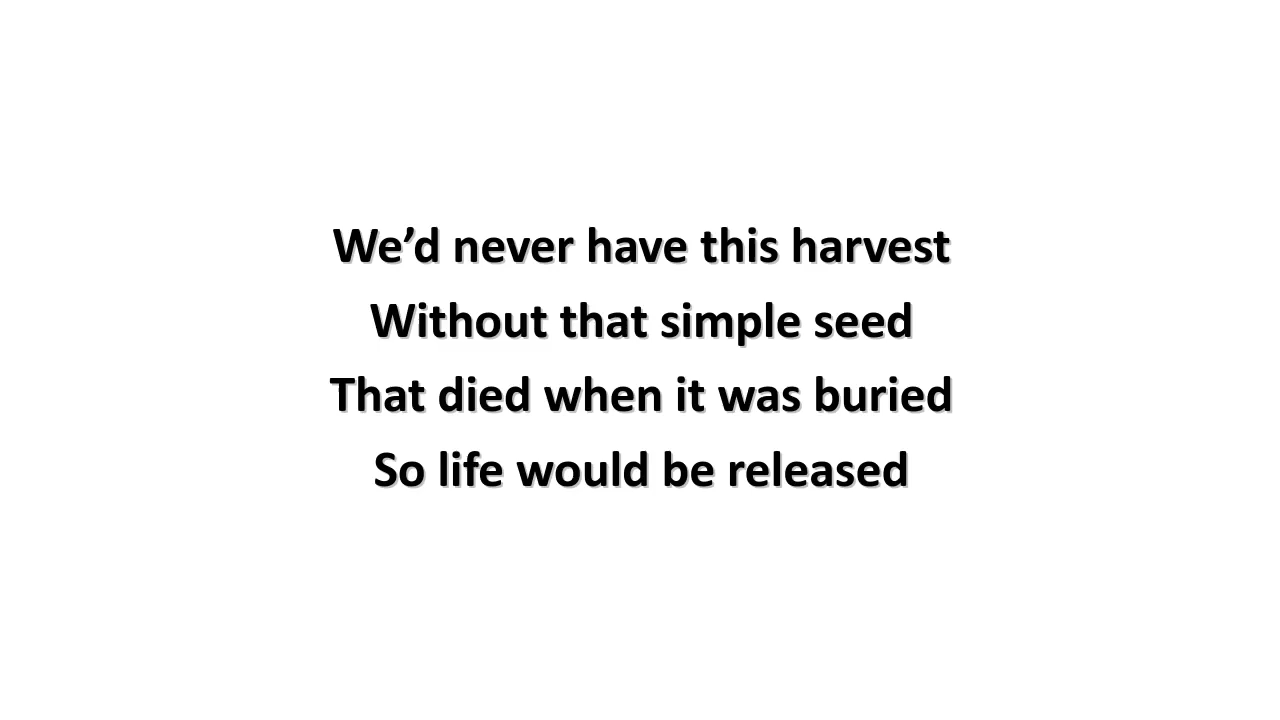 We’d never have this harvest
Without that simple seed
That died when it was buried
So life would be released